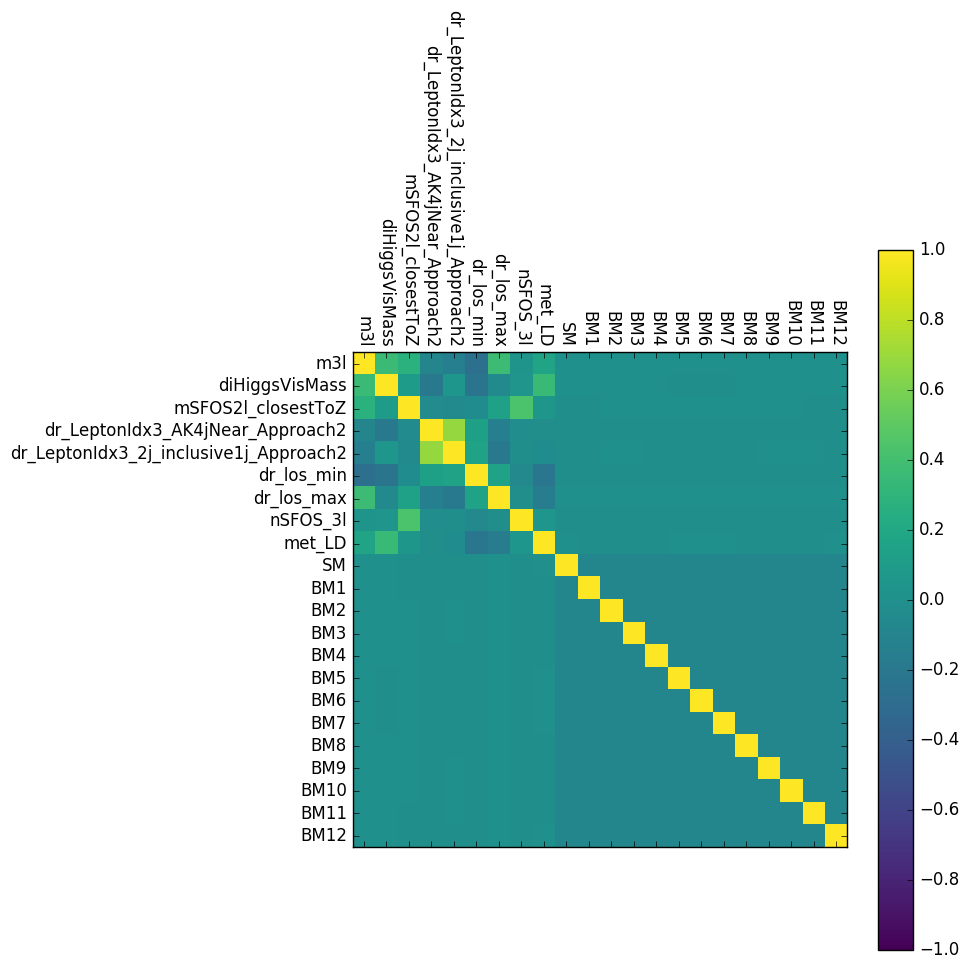 m3l
diHiggsVisMass
mSFOS2l_closestToZ
dr_LeptonIdx3_AK4jNear_Approach2
dr_LeptonIdx3_2j_inclusive1j_Approach2
dr_los_min
dr_los_max
nSFOS_3l
met_LD
SM
BM1
BM2
BM3
BM4
BM5
BM6
BM7
BM8
BM9
BM10
BM11
BM12
m3l
diHiggsVisMass
mSFOS2l_closestToZ
dr_LeptonIdx3_AK4jNear_Approach2
dr_LeptonIdx3_2j_inclusive1j_Approach2
dr_los_min
dr_los_max
nSFOS_3l
met_LD
SM
BM1
BM2
BM3
BM4
BM5
BM6
BM7
BM8
BM9
BM10
BM11
BM12
1.0
0.8
0.6
0.4
0.2
0.0
−0.2
−0.4
−0.6
−0.8
−1.0